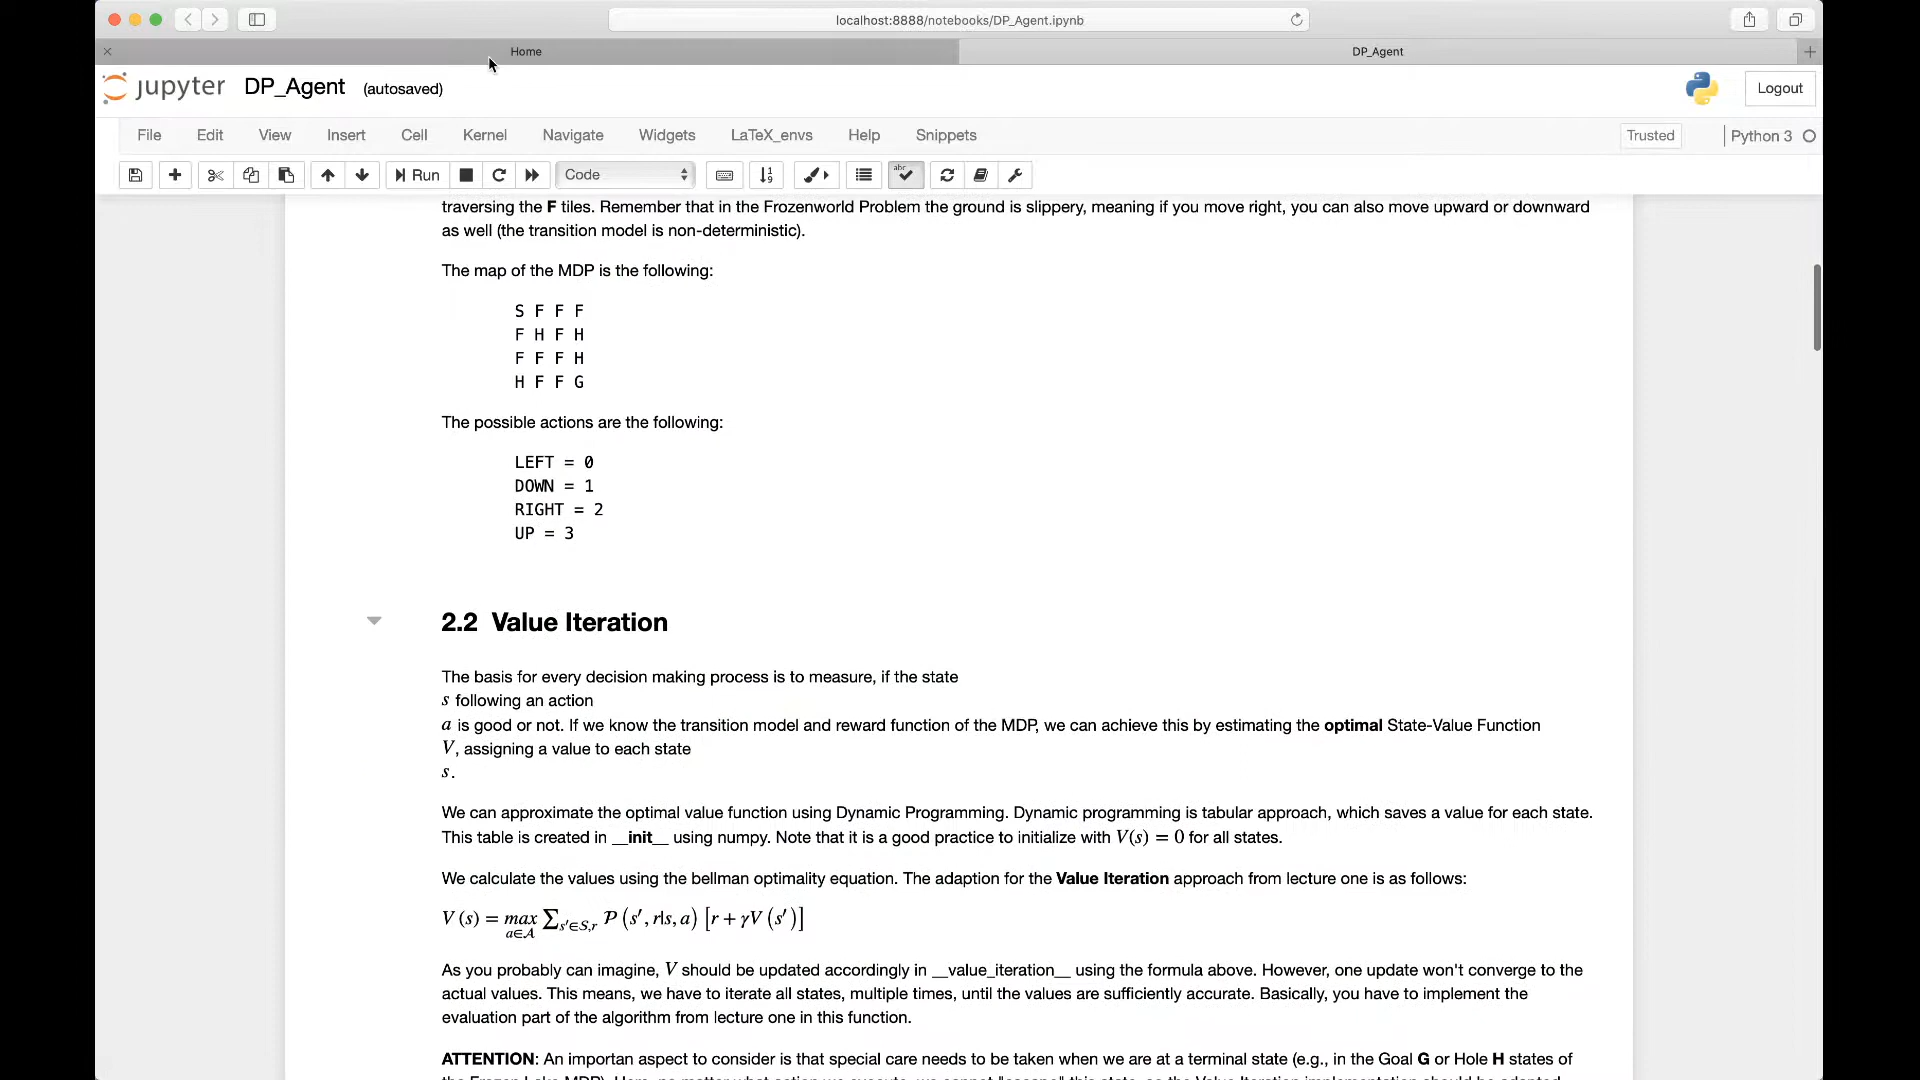 localhost:8888/notebooks/DP_Agent.ipynb
Home
DP_Agent
jupyter DP_Agent (autosaved)
Logout
File Edit View Insert Cell Kernel Navigate Widgets LaTeX_envs Help Snippets
Trusted
Python 3
Run
Code
abc
traversing the F tiles. Remember that in the Frozenworld Problem the ground is slippery, meaning if you move right, you can also move upward or downward
as well (the transition model is non-deterministic).
The map of the MDP is the following:
S F F F
F H F H
F F F H
H F F G
The possible actions are the following:
LEFT = 0
DOWN = 1
RIGHT = 2
UP = 3
2.2 Value Iteration
The basis for every decision making process is to measure, if the state
s following an action
a is good or not. If we know the transition model and reward function of the MDP, we can achieve this by estimating the optimal State-Value Function
V, assigning a value to each state
s.
We can approximate the optimal value function using Dynamic Programming. Dynamic programming is tabular approach, which saves a value for each state.
This table is created in __init__ using numpy. Note that it is a good practice to initialize with V(s) = 0 for all states.
We calculate the values using the bellman optimality equation. The adaption for the Value Iteration approach from lecture one is as follows:
V (s) = max a∈𝒜 ∑s′∈S,r 𝒫 (s′, r|s, a) [r + γV (s′)]
As you probably can imagine, V should be updated accordingly in __value_iteration__ using the formula above. However, one update won't converge to the
actual values. This means, we have to iterate all states, multiple times, until the values are sufficiently accurate. Basically, you have to implement the
evaluation part of the algorithm from lecture one in this function.
ATTENTION: An importan aspect to consider is that special care needs to be taken when we are at a terminal state (e.g., in the Goal G or Hole H states of